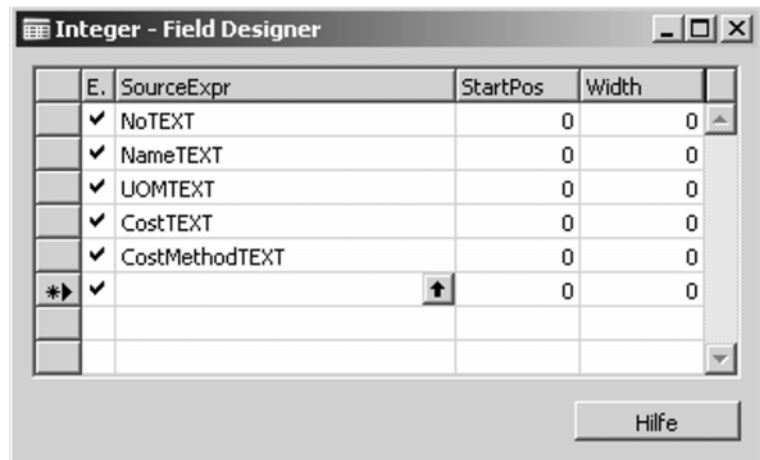 Integer - Field Designer
E. SourceExpr StartPos Width
NoTEXT 0 0
NameTEXT 0 0
UOMTEXT 0 0
CostTEXT 0 0
CostMethodTEXT 0 0
0 0
Hilfe